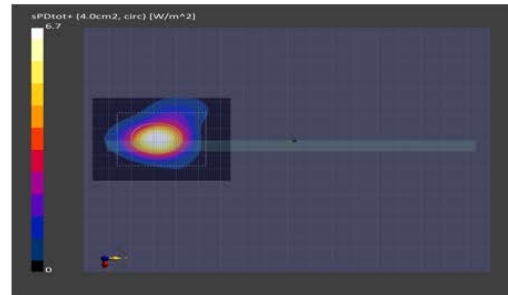 sPDtot+ (4.0cm2, circ) [W/m^2]
6.7
0